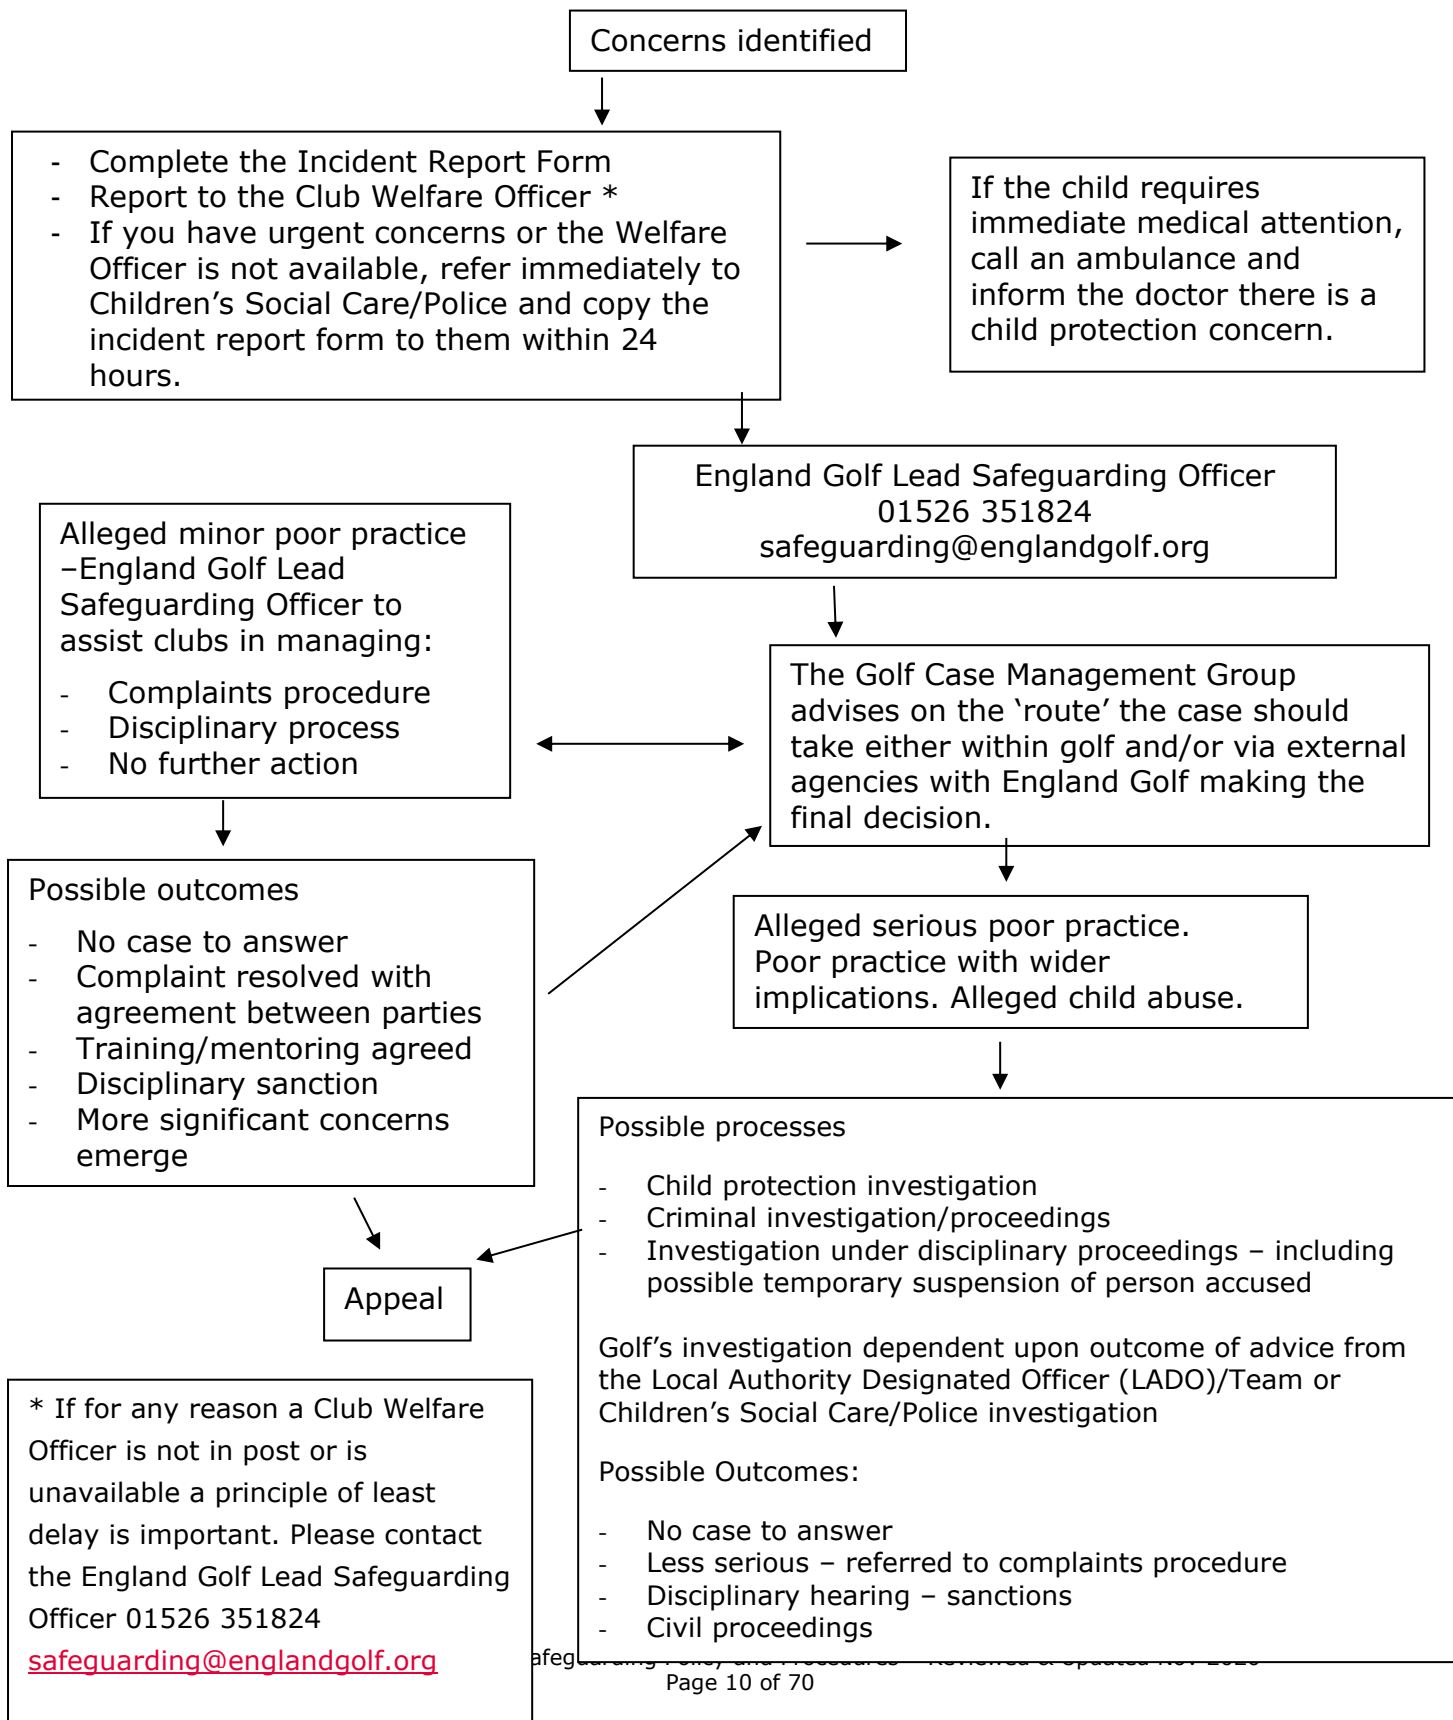 Concerns identified
- Complete the Incident Report Form
- Report to the Club Welfare Officer *
- If you have urgent concerns or the Welfare
Officer is not available, refer immediately to
Children’s Social Care/Police and copy the
incident report form to them within 24
hours.
If the child requires
immediate medical attention,
call an ambulance and
inform the doctor there is a
child protection concern.
England Golf Lead Safeguarding Officer
01526 351824
safeguarding@englandgolf.org
Alleged minor poor practice
–England Golf Lead
Safeguarding Officer to
assist clubs in managing:
- Complaints procedure
- Disciplinary process
- No further action
The Golf Case Management Group
advises on the ‘route’ the case should
take either within golf and/or via external
agencies with England Golf making the
final decision.
Possible outcomes
- No case to answer
- Complaint resolved with
agreement between parties
- Training/mentoring agreed
- Disciplinary sanction
- More significant concerns
emerge
Alleged serious poor practice.
Poor practice with wider
implications. Alleged child abuse.
Possible processes
- Child protection investigation
- Criminal investigation/proceedings
- Investigation under disciplinary proceedings – including
possible temporary suspension of person accused
Golf’s investigation dependent upon outcome of advice from
the Local Authority Designated Officer (LADO)/Team or
Children’s Social Care/Police investigation
Possible Outcomes:
- No case to answer
- Less serious – referred to complaints procedure
- Disciplinary hearing – sanctions
- Civil proceedings
Appeal
* If for any reason a Club Welfare
Officer is not in post or is
unavailable a principle of least
delay is important. Please contact
the England Golf Lead Safeguarding
Officer 01526 351824
safeguarding@englandgolf.org
Policy and Procedures
Page 10 of 70